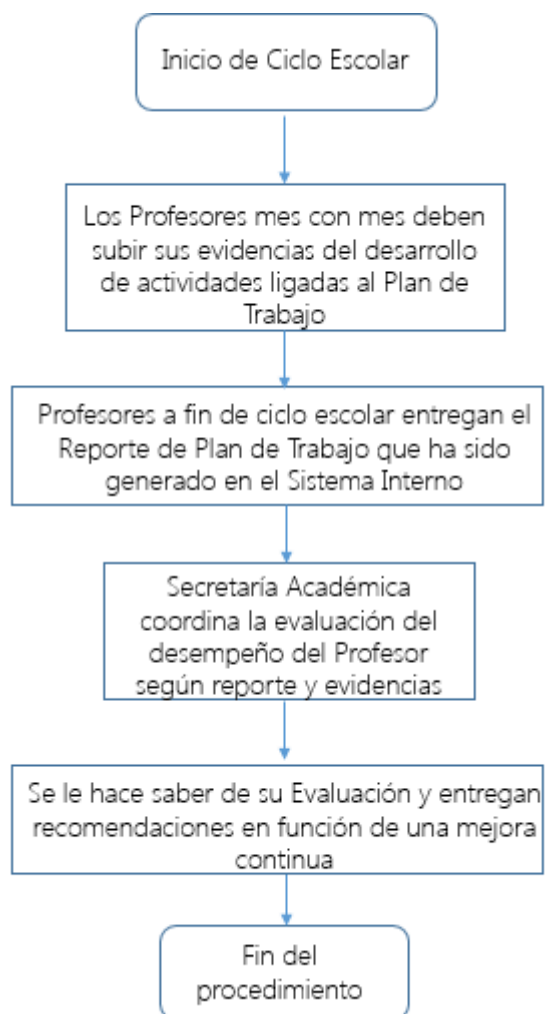 Inicio de Ciclo Escolar
Los Profesores mes con mes deben
subir sus evidencias del desarrollo
de actividades ligadas al Plan de
Trabajo
Profesores a fin de ciclo escolar entregan el
Reporte de Plan de Trabajo que ha sido
generado en el Sistema Interno
Secretaría Académica
coordina la evaluación del
desempeño del Profesor
según reporte y evidencias
Se le hace saber de su Evaluación y entregan
recomendaciones en función de una mejora
continua
Fin del
procedimiento